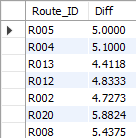 Route_ID Diff
R005 5.0000
R004 5.1000
R013 4.4118
R012 4.8333
R002 4.7273
R020 5.8824
R008 5.4375